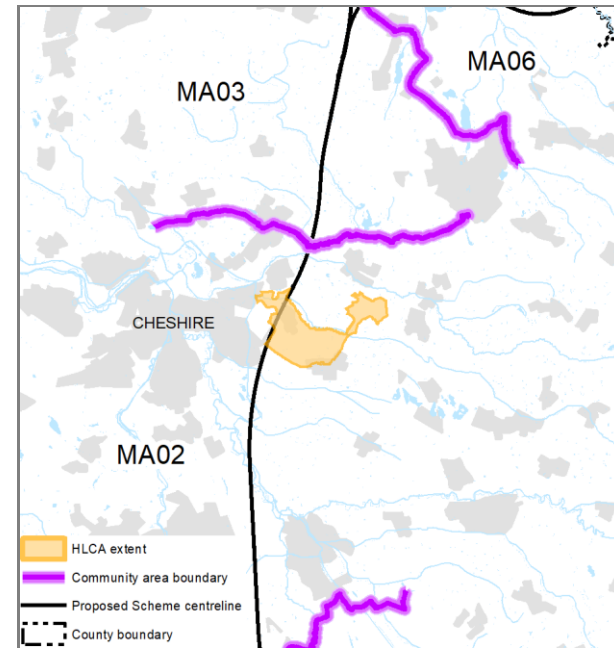 MA06
MA03
CHESHIRE
MA02
HLCA extent
Community area boundary
Proposed Scheme centreline
County boundary